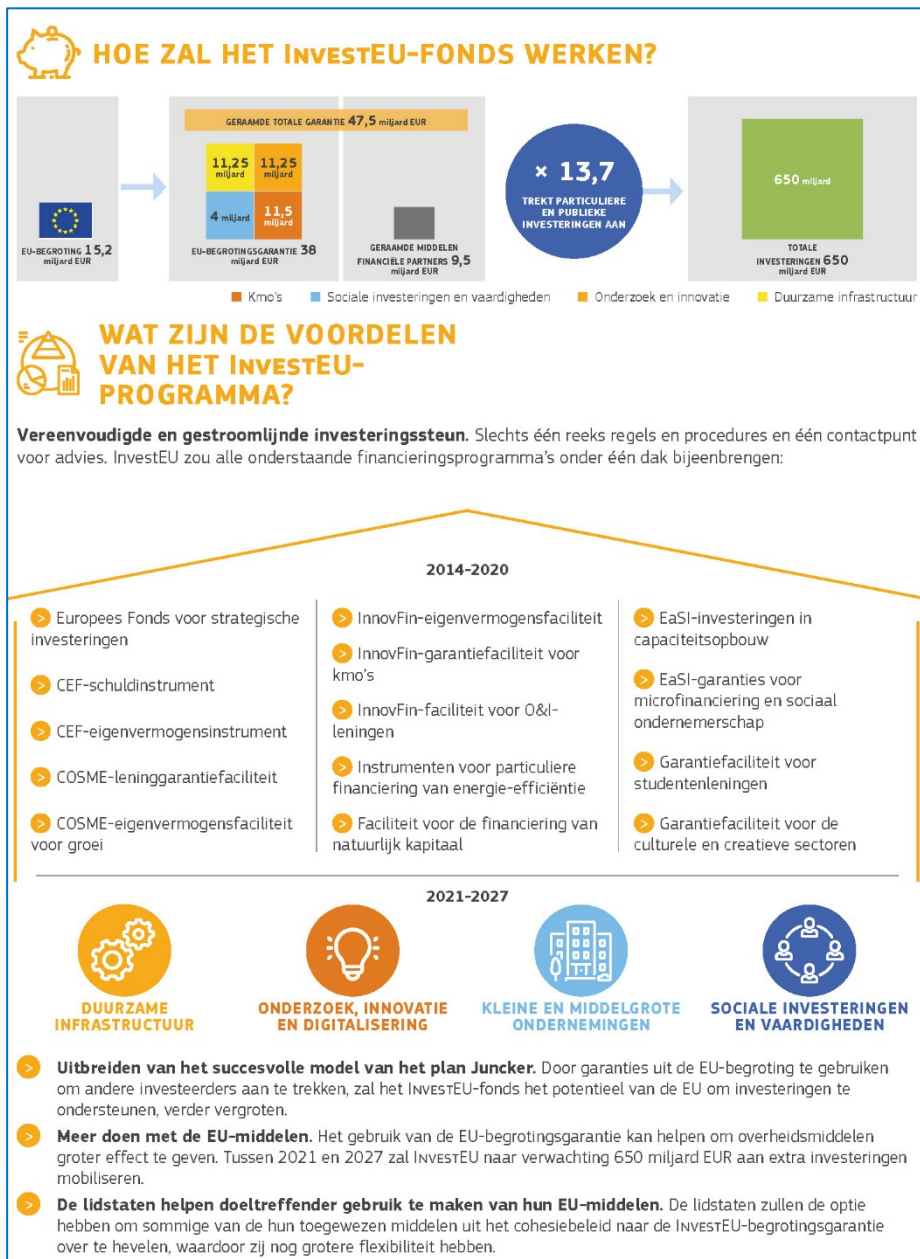 HOE ZAL HET INVESTEU-FONDS WERKEN?
GERAAMDE TOTALE GARANTIE 47,5 miljard EUR
EU-BEGROTING 15,2
miljard EUR
11,25
miljard
11,25
miljard
4 miljard
11,5
miljard
EU-BEGROTINGSGARANTIE 38
miljard EUR
GERAAMDE MIDDELEN
FINANCIËLE PARTNERS 9,5
miljard EUR
× 13,7
TREKT PARTICULIERE
EN PUBLIEKE
INVESTERINGEN AAN
650 miljard
TOTALE
INVESTERINGEN 650
miljard EUR
Kmo's
Sociale investeringen en vaardigheden
Onderzoek en innovatie
Duurzame infrastructuur
WAT ZIJN DE VOORDELEN
VAN HET INVESTEU-
PROGRAMMA?
Vereenvoudigde en gestroomlijnde investeringssteun. Slechts één reeks regels en procedures en één contactpunt
voor advies. InvestEU zou alle onderstaande financieringsprogramma's onder één dak bijeenbrengen:
2014-2020
Europees Fonds voor strategische
investeringen
CEF-schuldinstrument
CEF-eigenvermogensinstrument
COSME-leninggarantiefaciliteit
COSME-eigenvermogensfaciliteit
voor groei
InnovFin-eigenvermogensfaciliteit
InnovFin-garantiefaciliteit voor
kmo's
InnovFin-faciliteit voor O&I-
leningen
Instrumenten voor particuliere
financiering van energie-efficiëntie
Faciliteit voor de financiering van
natuurlijk kapitaal
EaSI-investeringen in
capaciteitsopbouw
EaSI-garanties voor
microfinanciering en sociaal
ondernemerschap
Garantiefaciliteit voor
studentenleningen
Garantiefaciliteit voor de
culturele en creatieve sectoren
2021-2027
DUURZAME
INFRASTRUCTUUR
ONDERZOEK, INNOVATIE
EN DIGITALISERING
KLEINE EN MIDDELGROTE
ONDERNEMINGEN
SOCIALE INVESTERINGEN
EN VAARDIGHEDEN
Uitbreiden van het succesvolle model van het plan Juncker. Door garanties uit de EU-begroting te gebruiken
om andere investeerders aan te trekken, zal het INVESTEU-fonds het potentieel van de EU om investeringen te
ondersteunen, verder vergroten.
Meer doen met de EU-middelen. Het gebruik van de EU-begrotingsgarantie kan helpen om overheidsmiddelen
groter effect te geven. Tussen 2021 en 2027 zal INVESTEU naar verwachting 650 miljard EUR aan extra investeringen
mobiliseren.
De lidstaten helpen doeltreffender gebruik te maken van hun EU-middelen. De lidstaten zullen de optie
hebben om sommige van de hun toegewezen middelen uit het cohesiebeleid naar de INVESTEU-begrotingsgarantie
over te hevelen, waardoor zij nog grotere flexibiliteit hebben.